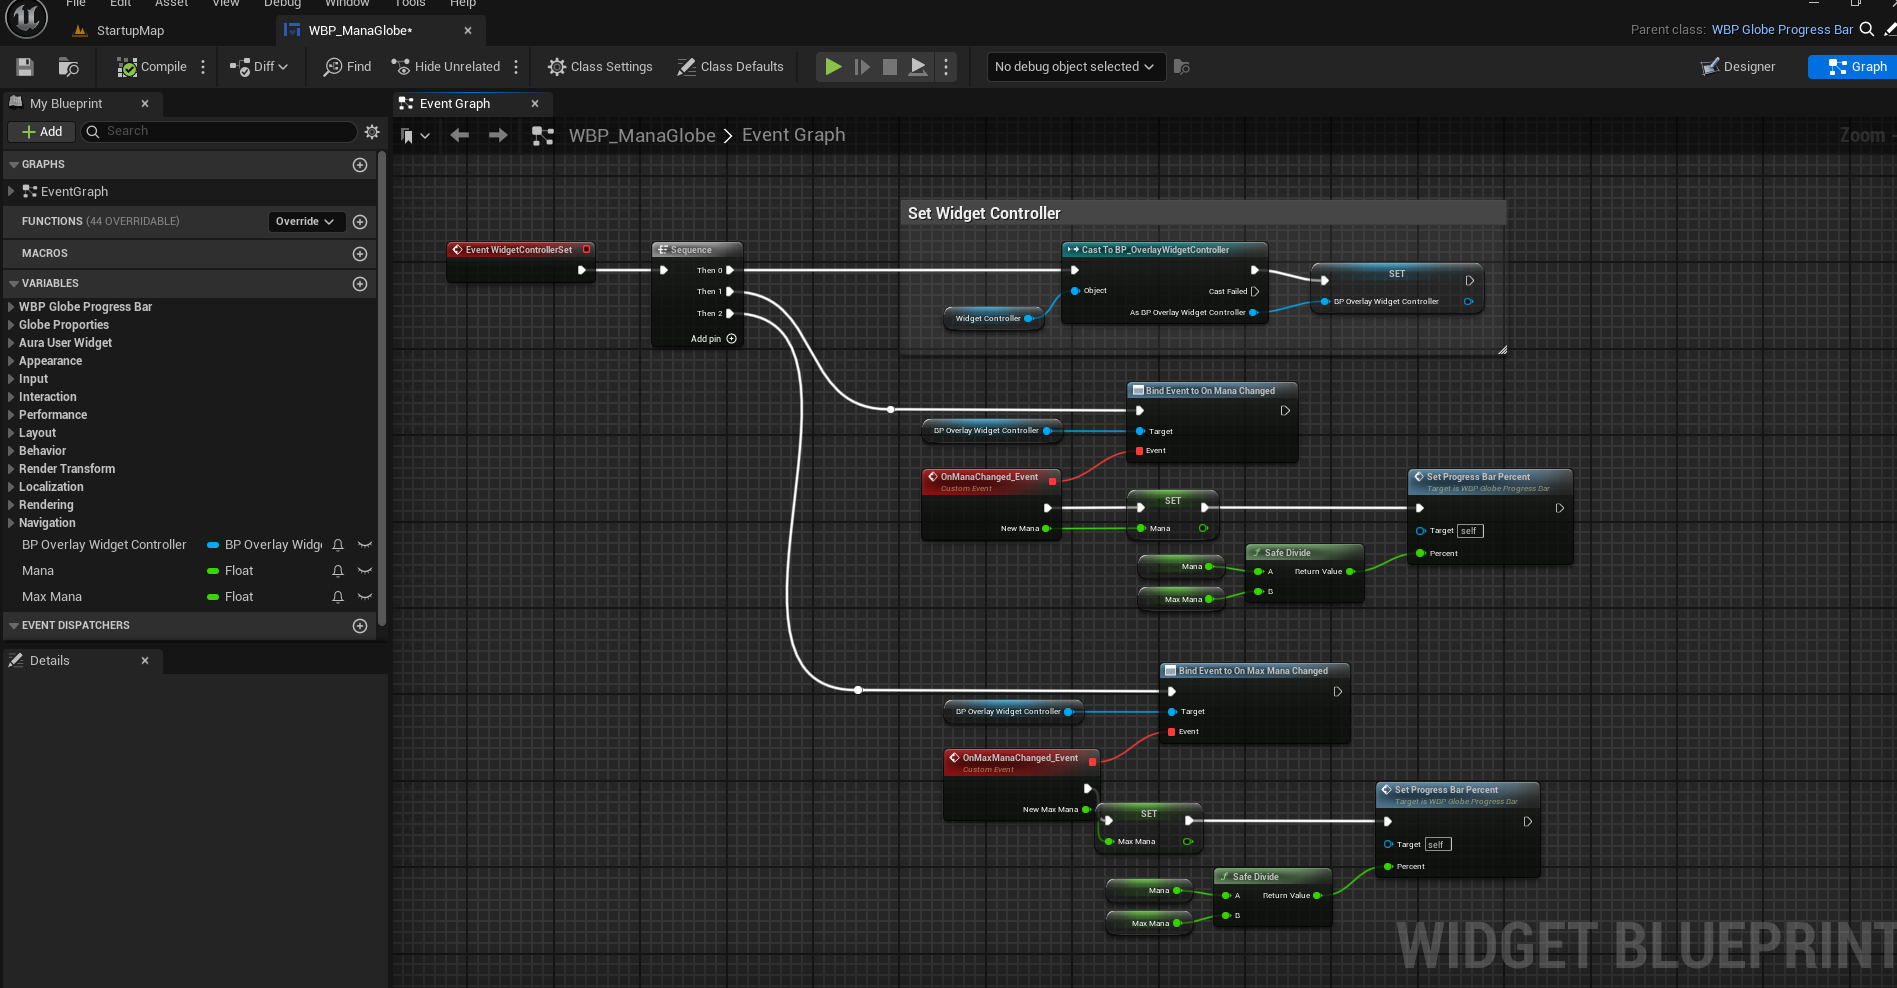 File Edit Asset View Debug Window Tools Help
StartupMap
WBP_ManaGlobe*
Parent class: WBP Globe Progress Bar
Compile
Diff
Find
Hide Unrelated
Class Settings
Class Defaults
No debug object selected
Designer
Graph
My Blueprint
Add
Search
GRAPHS
EventGraph
FUNCTIONS (44 OVERRIDABLE)
Override
MACROS
VARIABLES
WBP Globe Progress Bar
Globe Properties
Aura User Widget
Appearance
Input
Interaction
Performance
Layout
Behavior
Render Transform
Localization
Rendering
Navigation
BP Overlay Widget Controller BP Overlay Widg
Mana Float
Max Mana Float
EVENT DISPATCHERS
Details
Event Graph
WBP_ManaGlobe > Event Graph
Zoom -
Set Widget Controller
Event WidgetControllerSet
Sequence
Then 0
Then 1
Then 2
Add pin
Cast To BP_OverlayWidgetController
Object
Cast Failed
As BP Overlay Widget Controller
Widget Controller
SET
BP Overlay Widget Controller
Bind Event to On Mana Changed
Target
Event
BP Overlay Widget Controller
OnManaChanged_Event
Custom Event
New Mana
SET
Mana
Set Progress Bar Percent
Target is WBP Globe Progress Bar
Target self
Percent
Mana
Max Mana
Safe Divide
A Return Value
B
Bind Event to On Max Mana Changed
Target
Event
BP Overlay Widget Controller
OnMaxManaChanged_Event
Custom Event
New Max Mana
SET
Max Mana
Set Progress Bar Percent
Target is WBP Globe Progress Bar
Target self
Percent
Mana
Max Mana
Safe Divide
A Return Value
B
WIDGET BLUEPRINT